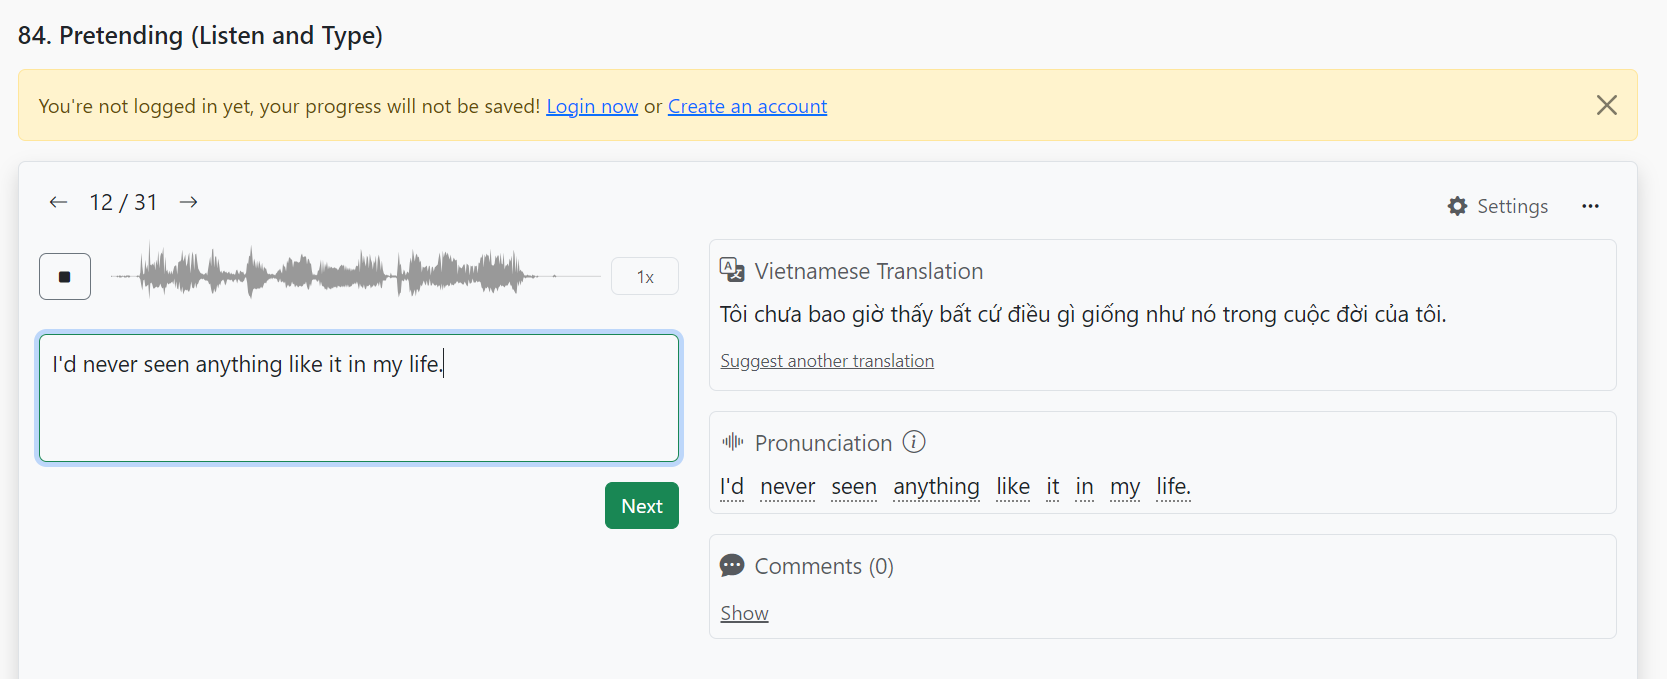 84. Pretending (Listen and Type)
You're not logged in yet, your progress will not be saved! Login now or Create an account
12 / 31
Settings
1x
I'd never seen anything like it in my life.
Next
Vietnamese Translation
Tôi chưa bao giờ thấy bất cứ điều gì giống như nó trong cuộc đời của tôi.
Suggest another translation
Pronunciation
I'd never seen anything like it in my life.
Comments (0)
Show